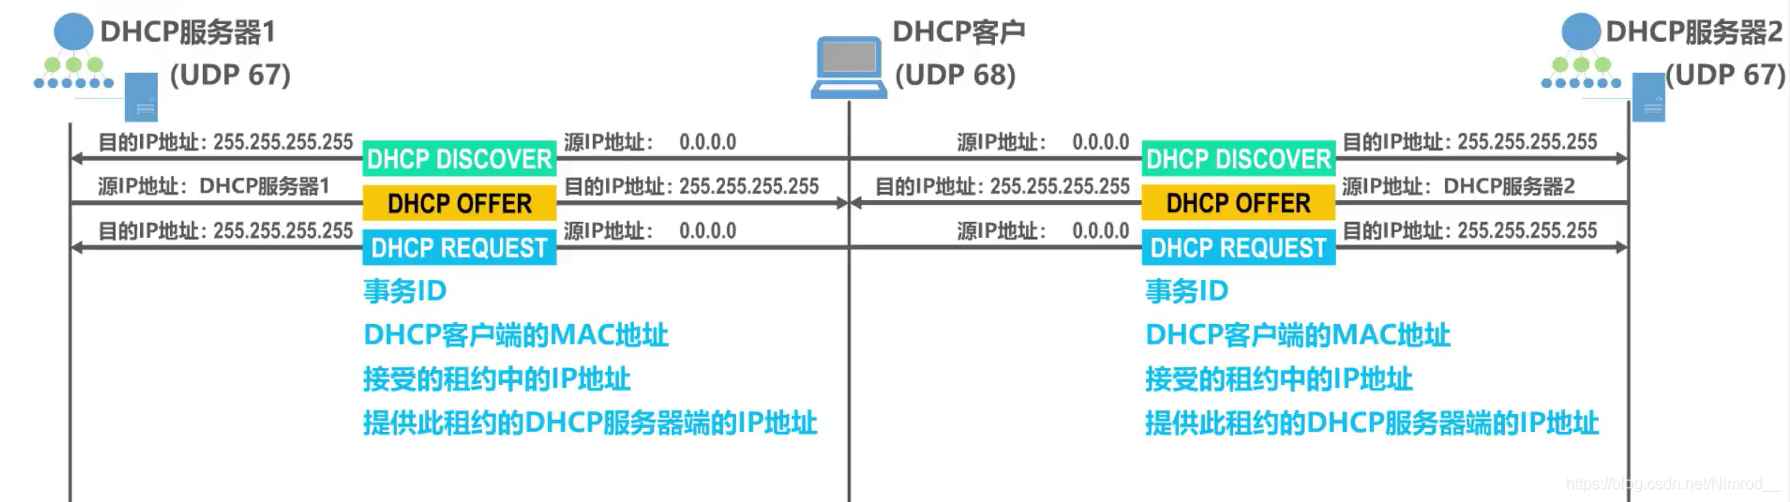 DHCP服务器1
(UDP 67)
DHCP客户
(UDP 68)
DHCP服务器2
(UDP 67)
目的IP地址：255.255.255.255 DHCP DISCOVER 源IP地址： 0.0.0.0 源IP地址： 0.0.0.0 DHCP DISCOVER 目的IP地址：255.255.255.255
源IP地址：DHCP服务器1 DHCP OFFER 目的IP地址：255.255.255.255 目的IP地址：255.255.255.255 DHCP OFFER 源IP地址：DHCP服务器2
目的IP地址：255.255.255.255 DHCP REQUEST 源IP地址： 0.0.0.0 源IP地址： 0.0.0.0 DHCP REQUEST 目的IP地址：255.255.255.255
事务ID
DHCP客户端的MAC地址
接受的租约中的IP地址
提供此租约的DHCP服务器端的IP地址
事务ID
DHCP客户端的MAC地址
接受的租约中的IP地址
提供此租约的DHCP服务器端的IP地址
https://blog.csdn.net/Nimrod__